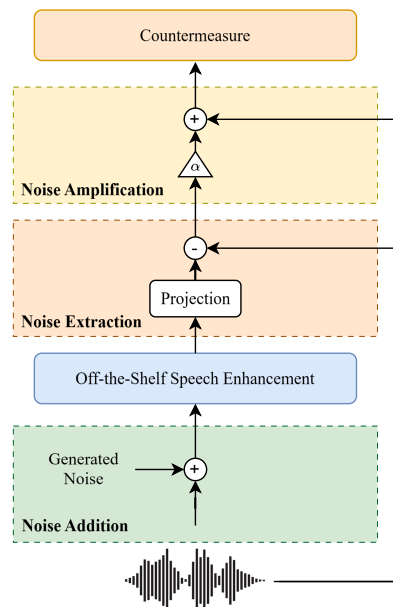 Countermeasure
+
α
Noise Amplification
-
Projection
Noise Extraction
Off-the-Shelf Speech Enhancement
Generated
Noise
+
Noise Addition